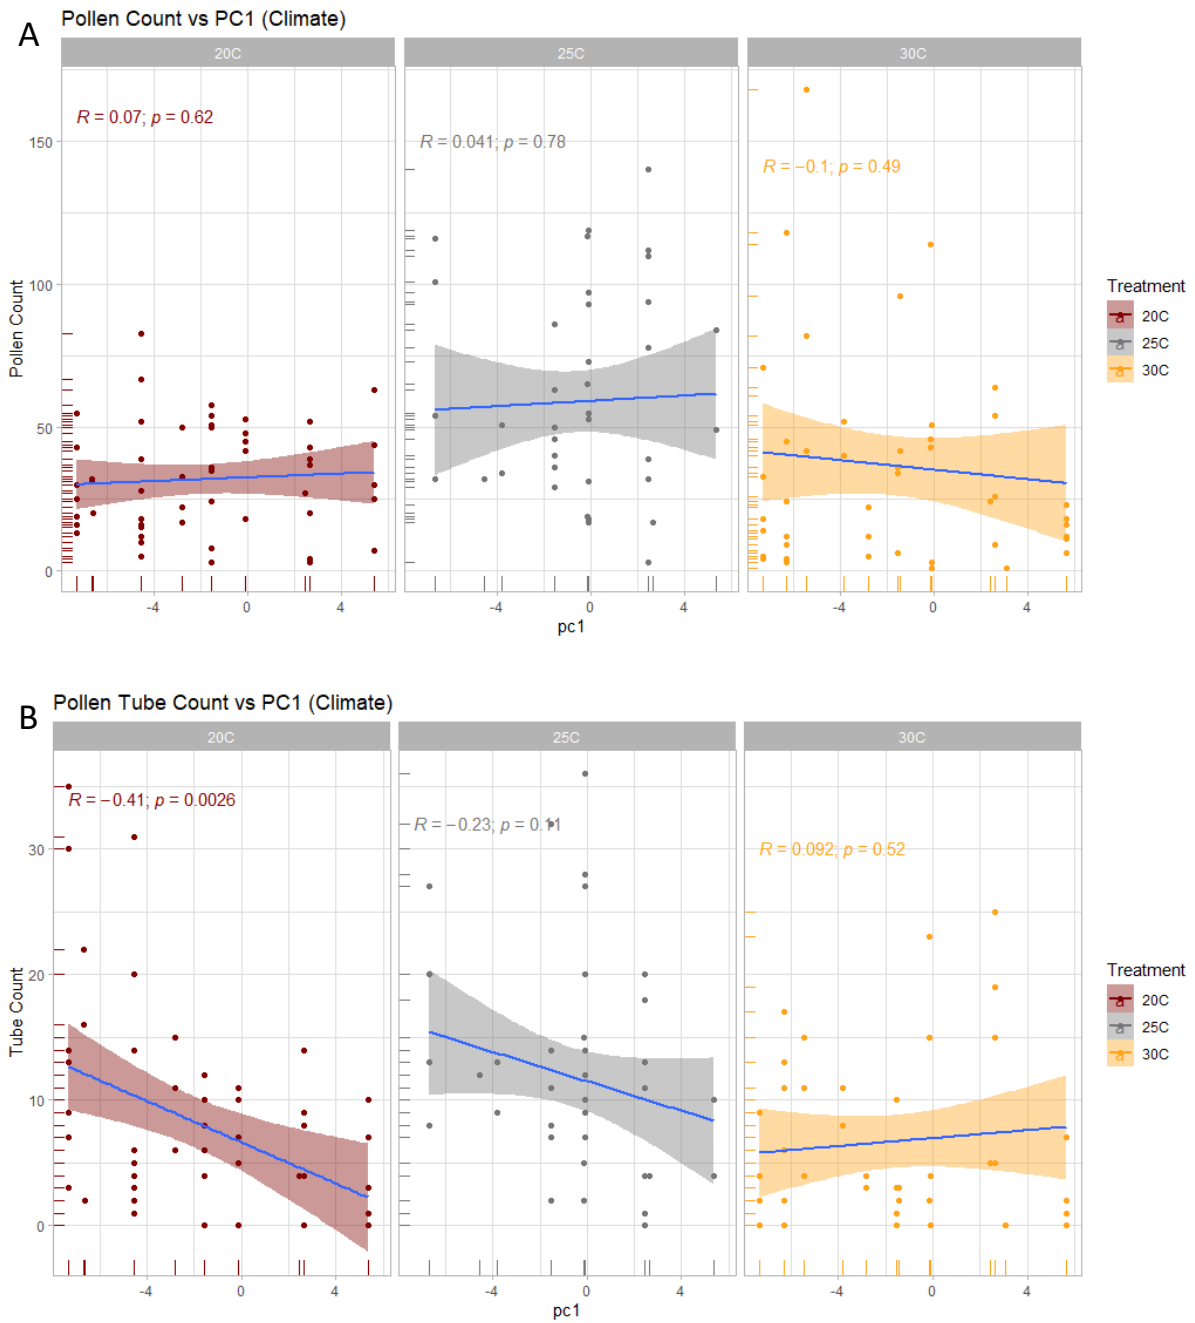 A
Pollen Count vs PC1 (Climate)
20C
25C
30C
R = 0.07; p = 0.62
R = 0.041; p = 0.78
R = −0.1; p = 0.49
150
100
50
0
Pollen Count
-4
0
4
-4
0
4
-4
0
4
pc1
Treatment
20C
25C
30C
B
Pollen Tube Count vs PC1 (Climate)
20C
25C
30C
R = −0.41; p = 0.0026
R = −0.23; p = 0.11
R = 0.092; p = 0.52
30
20
10
0
Tube Count
-4
0
4
-4
0
4
-4
0
4
pc1
Treatment
20C
25C
30C